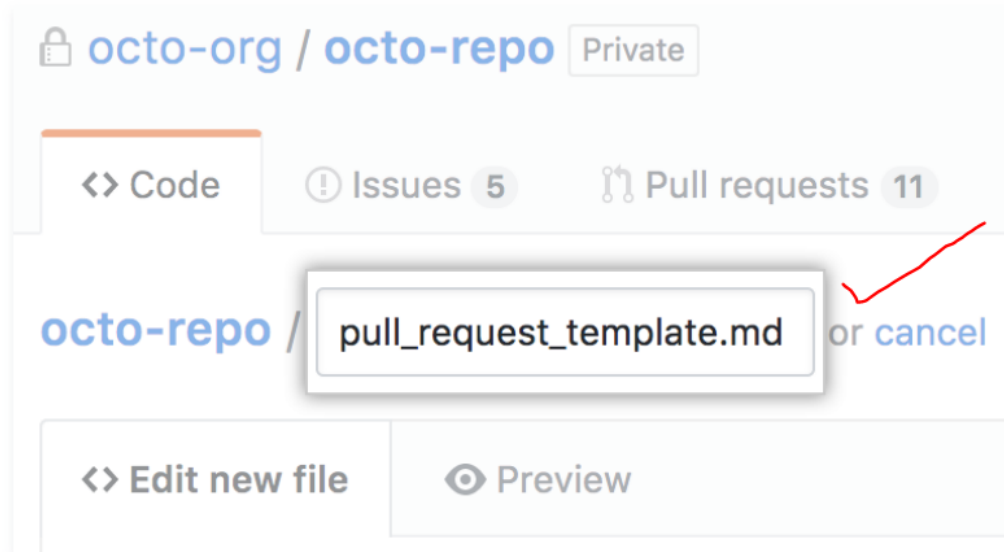 octo-org / octo-repo Private
Code Issues 5 Pull requests 11
octo-repo / pull_request_template.md or cancel
Edit new file Preview